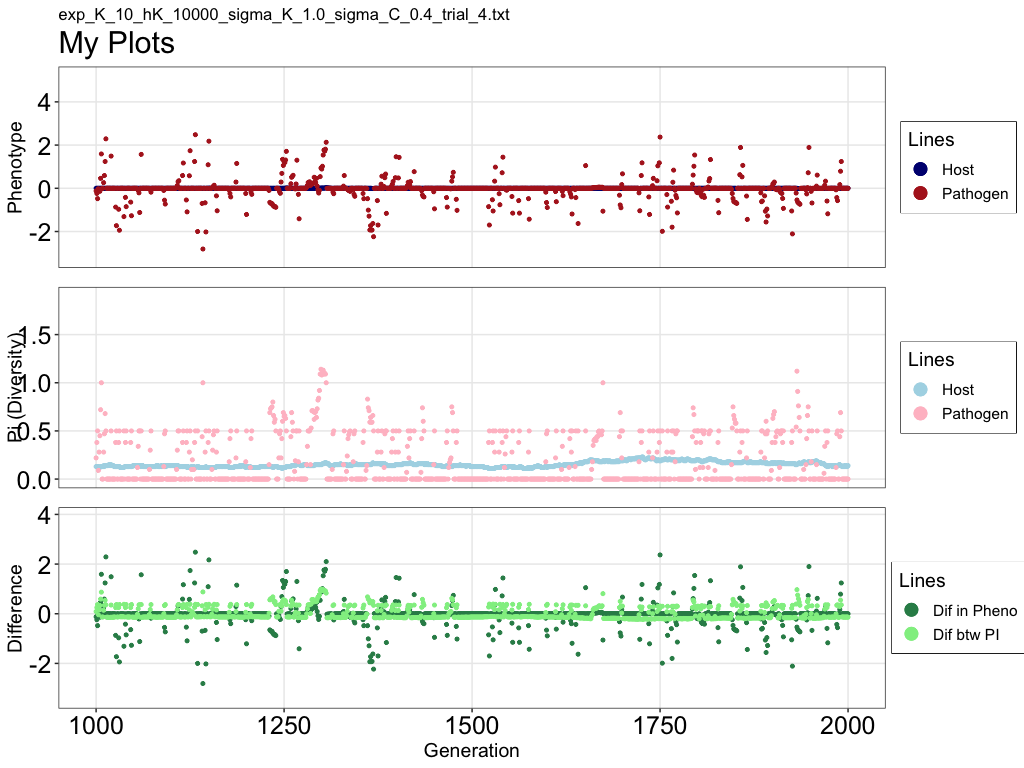 exp_K_10_hK_10000_sigma_K_1.0_sigma_C_0.4_trial_4.txt
My Plots
Phenotype
4
2
0
-2
Lines
Host
Pathogen
Pi (Diversity)
1.5
1.0
0.5
0.0
Lines
Host
Pathogen
Difference
4
2
0
-2
Lines
Dif in Pheno
Dif btw PI
1000 1250 1500 1750 2000
Generation